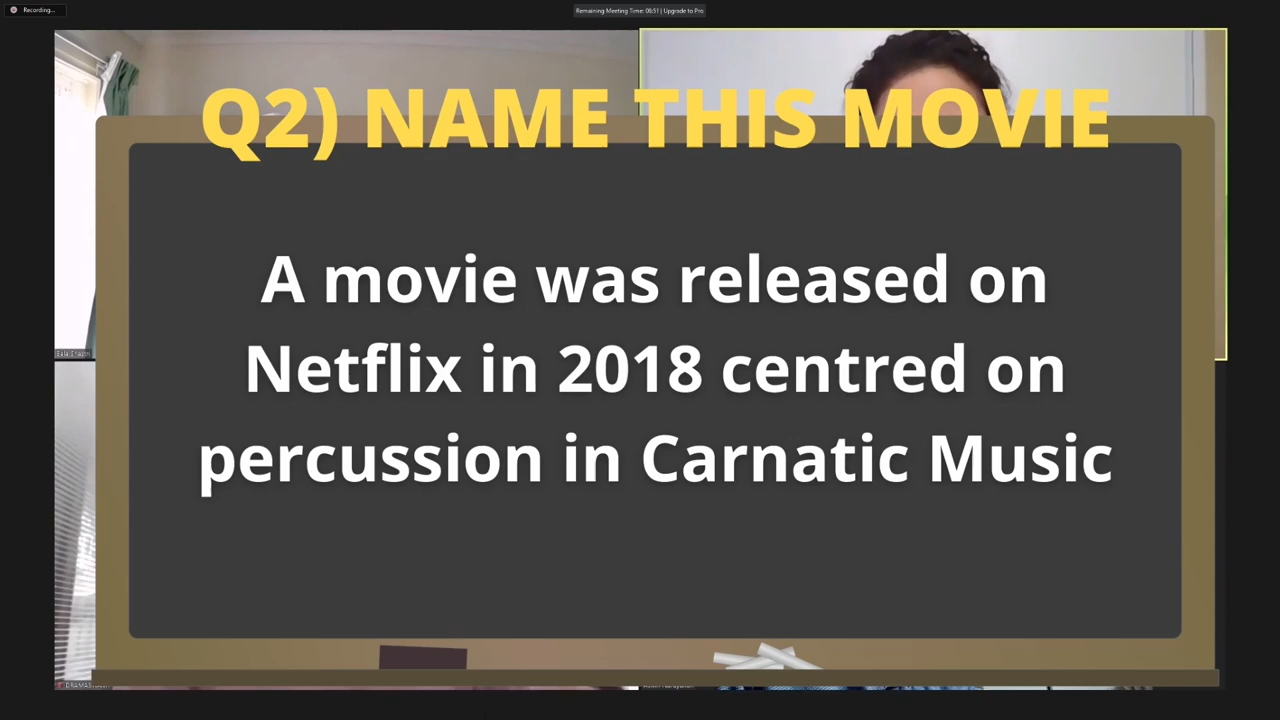 Recording...
Remaining Meeting Time: 08:51 | Upgrade to Pro
Q2) NAME THIS MOVIE
A movie was released on
Netflix in 2018 centred on
percussion in Carnatic Music